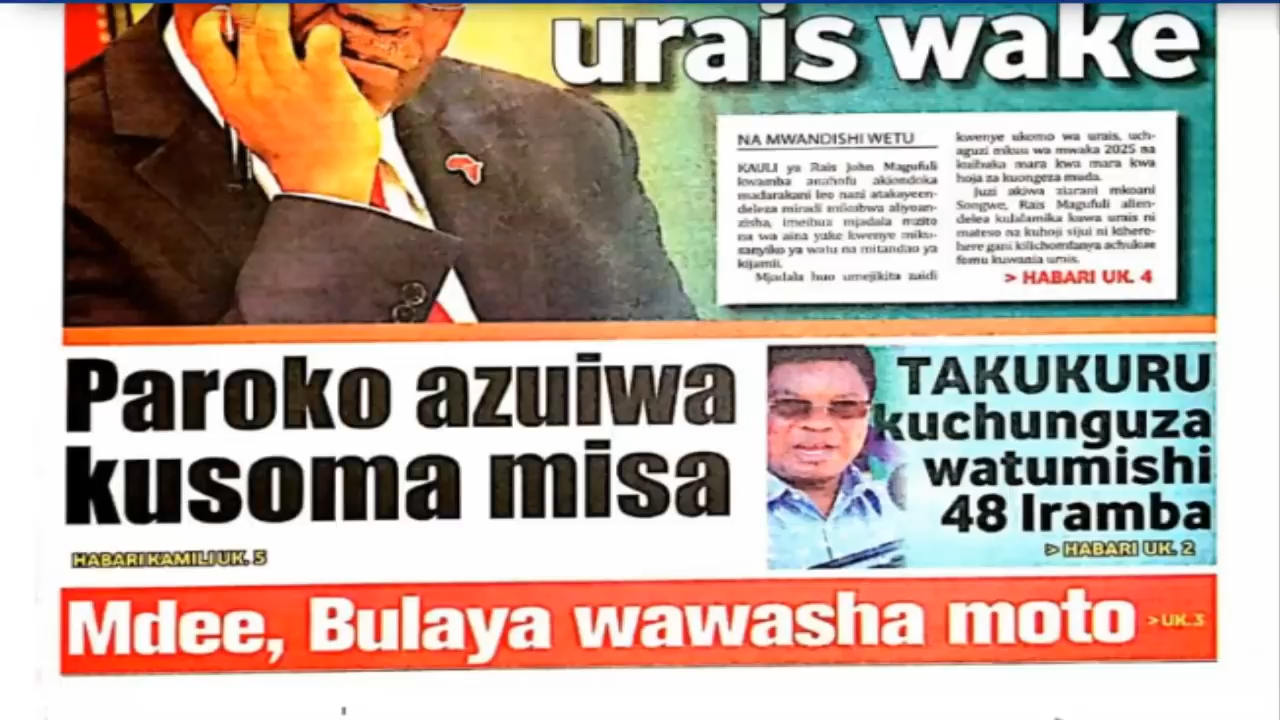 urais wake
NA MWANDISHI WETU
KAULI ya Rais John Magufuli
kwamba anahofu akiondoka
madarakani leo nani atakayeen-
deleza miradi mikubwa aliyoan-
zisha, imeibua mjadala mzito
na wa aina yake kwenye miku-
sanyiko ya watu na mitandao ya
kijamii.
Mjadala huo umejikita zaidi
kwenye ukomo wa urais, uch-
aguzi mkuu wa mwaka 2025 na
kuibuka mara kwa mara kwa
hoja za kuongeza muda.
Juzi akiwa ziarani mkoani
Songwe, Rais Magufuli alien-
delea kulalamika kuwa urais ni
mateso na kuhoji sijui ni kihere-
here gani kilichomfanya achukue
fomu kuwania urais.
> HABARI UK. 4
Paroko azuiwa
kusoma misa
HABARI KAMILI UK. 5
TAKUKURU
kuchunguza
watumishi
48 Iramba
> HABARI UK. 2
Mdee, Bulaya wawasha moto >UK.3